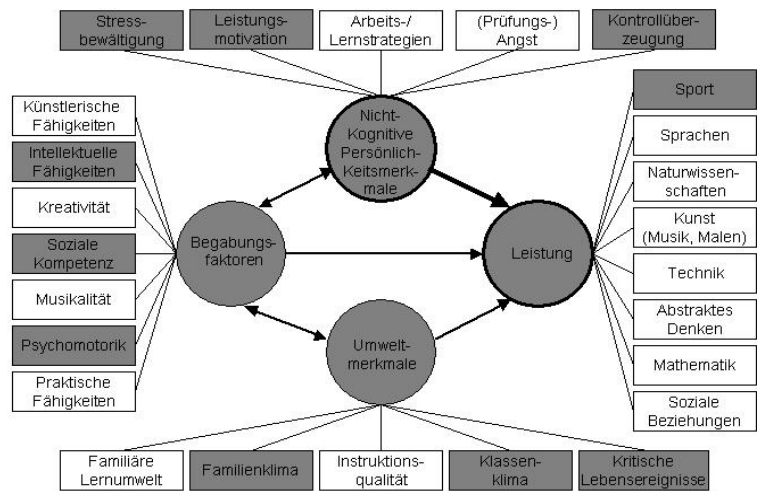 Stress-
bewältigung
Leistungs-
motivation
Arbeits-/
Lernstrategien
(Prüfungs-)
Angst
Kontrollüber-
zeugung
Künstlerische
Fähigkeiten
Intellektuelle
Fähigkeiten
Kreativität
Soziale
Kompetenz
Musikalität
Psychomotorik
Praktische
Fähigkeiten
Nicht-
Kognitive
Persönlich-
Keitsmerk-
male
Begabungs-
faktoren
Leistung
Umwelt-
merkmale
Sport
Sprachen
Naturwissen-
schaften
Kunst
(Musik, Malen)
Technik
Abstraktes
Denken
Mathematik
Soziale
Beziehungen
Familiäre
Lernumwelt
Familienklima
Instruktions-
qualität
Klassen-
klima
Kritische
Lebensereignisse